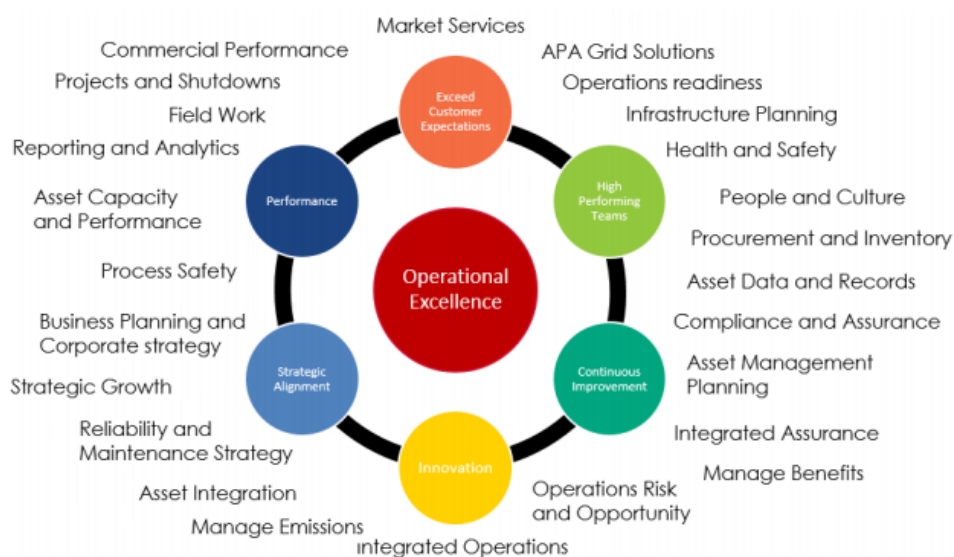 Market Services
Commercial Performance
APA Grid Solutions
Projects and Shutdowns
Operations readiness
Exceed
Customer
Expectations
Field Work
Infrastructure Planning
Reporting and Analytics
Health and Safety
Asset Capacity
and Performance
Performance
High
Performing
Teams
People and Culture
Procurement and Inventory
Process Safety
Operational
Excellence
Asset Data and Records
Business Planning and
Corporate strategy
Compliance and Assurance
Strategic Growth
Strategic
Alignment
Continuous
Improvement
Asset Management
Planning
Reliability and
Maintenance Strategy
Integrated Assurance
Innovation
Manage Benefits
Asset Integration
Operations Risk
and Opportunity
Manage Emissions
Integrated Operations